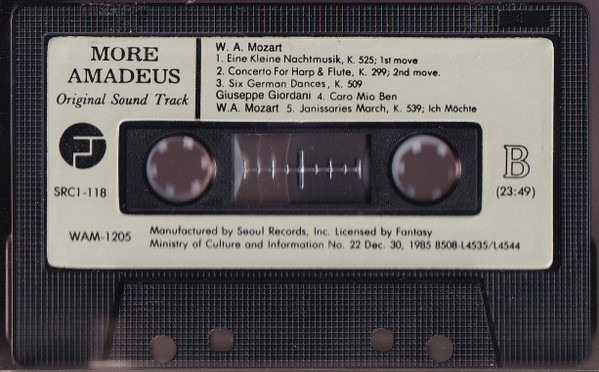 MORE
AMADEUS
Original Sound Track
W. A. Mozart
1. Eine Kleine Nachtmusik, K. 525; 1st move
2. Concerto For Harp & Flute, K. 299; 2nd move.
3. Six German Dances, K. 509
Giuseppe Giordani 4. Caro Mio Ben
W.A. Mozart 5. Janissaries March, K. 539; Ich Möchte
SRC1-118
B
(23:49)
WAM-1205
Manufactured by Seoul Records, Inc. Licensed by Fantasy
Ministry of Culture and Information No. 22 Dec. 30, 1985 8508-L4535/L4544